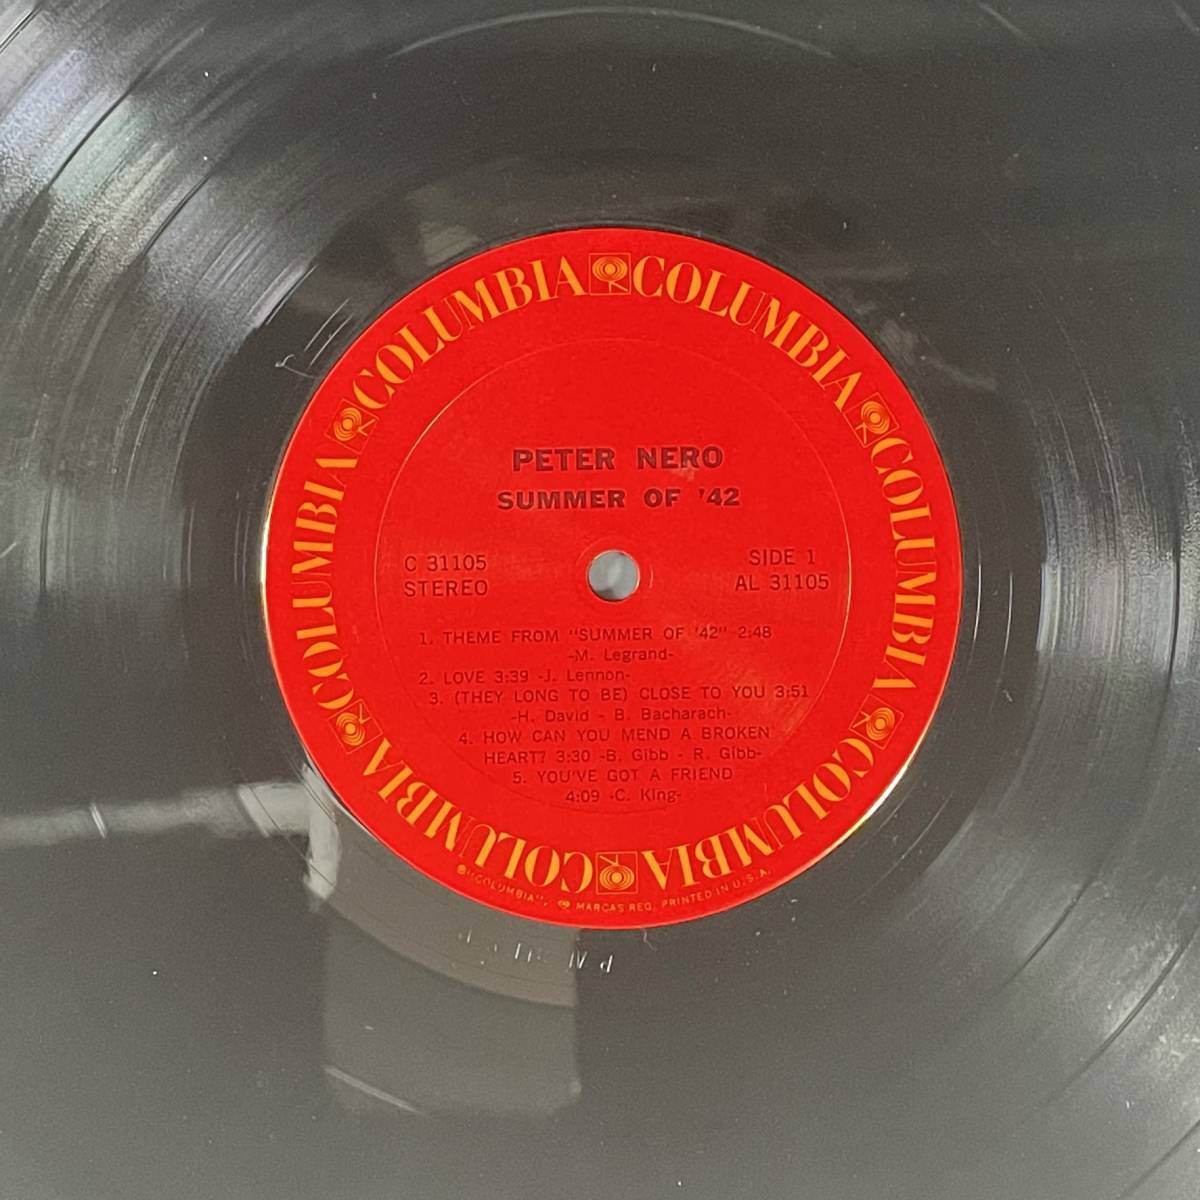 COLUMBIA COLUMBIA COLUMBIA COLUMBIA COLUMBIA COLUMBIA
PETER NERO
SUMMER OF '42
C 31105
STEREO
SIDE 1
AL 31105
1. THEME FROM "SUMMER OF '42" 2:48
-M. Legrand-
2. LOVE 3:39 -J. Lennon-
3. (THEY LONG TO BE) CLOSE TO YOU 3:51
-H. David - B. Bacharach-
4. HOW CAN YOU MEND A BROKEN
HEART? 3:30 -B. Gibb - R. Gibb-
5. YOU'VE GOT A FRIEND
4:09 -C. King-
® "COLUMBIA", MARCAS REG. PRINTED IN U.S.A.